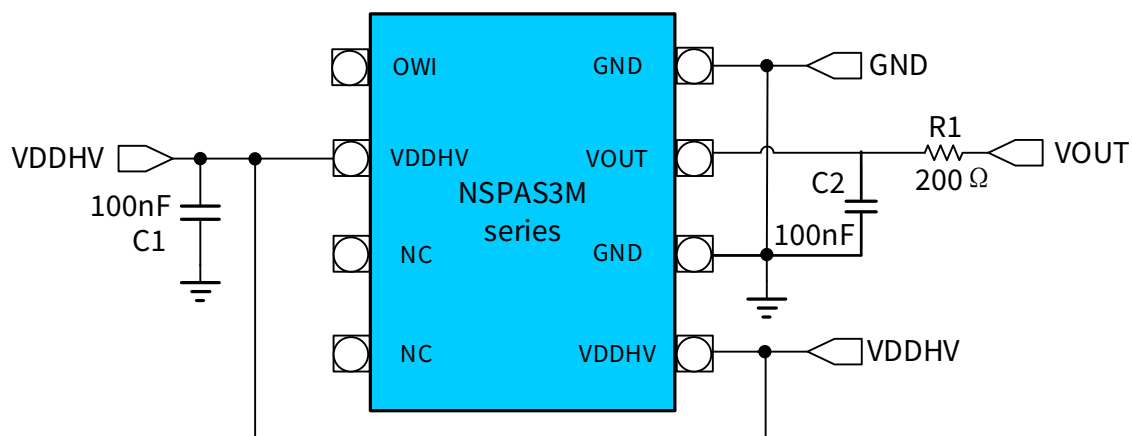 OWI
GND
GND
R1
VDDHV
VDDHV
VOUT
VOUT
200 Ω
C2
NSPAS3M
series
100nF
C1
100nF
NC
GND
NC
VDDHV
VDDHV